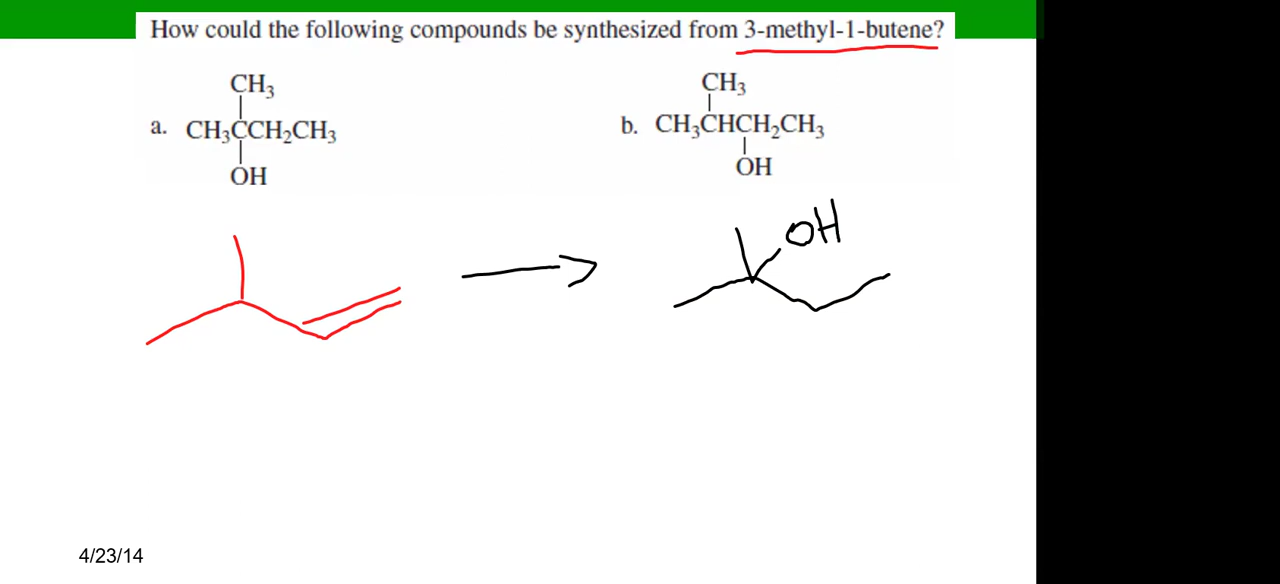 How could the following compounds be synthesized from 3-methyl-1-butene?
CH₃
a. CH₃CCH₂CH₃
OH
CH₃
b. CH₃CHCH₂CH₃
OH
OH
4/23/14